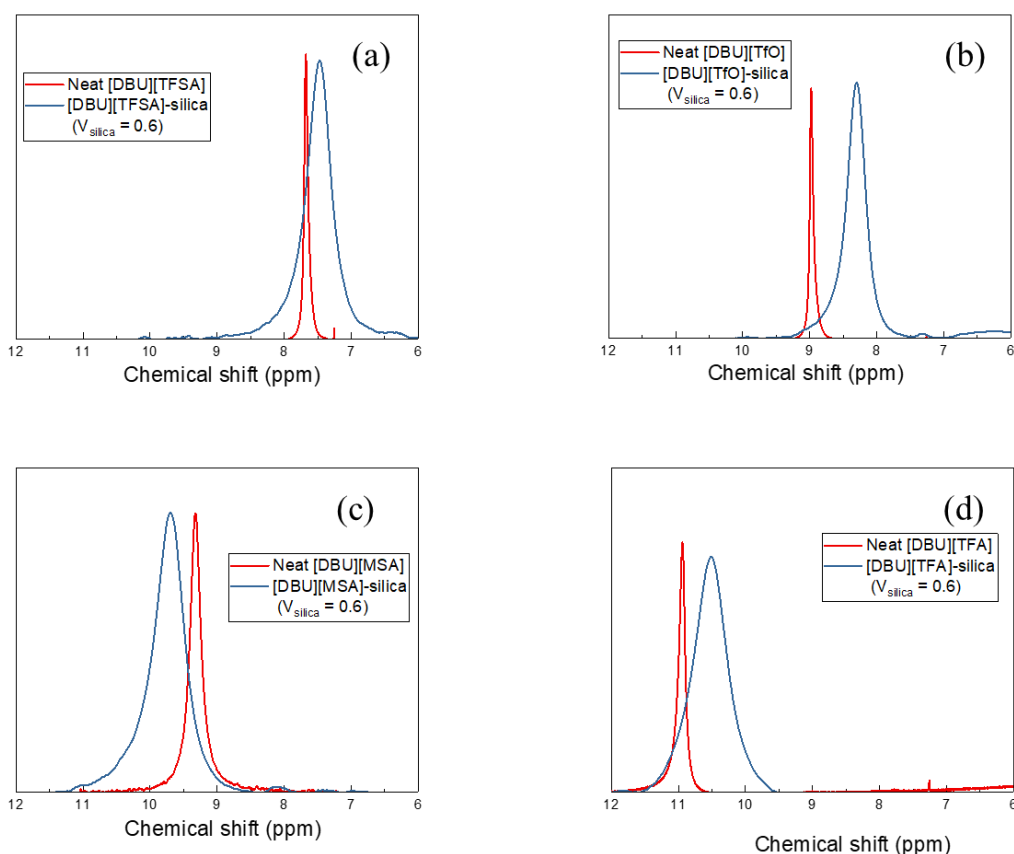 (a)
Neat [DBU][TFSA]
[DBU][TFSA]-silica
(Vsilica = 0.6)
12 11 10 9 8 7 6
Chemical shift (ppm)
(b)
Neat [DBU][TfO]
[DBU][TfO]-silica
(Vsilica = 0.6)
12 11 10 9 8 7 6
Chemical shift (ppm)
(c)
Neat [DBU][MSA]
[DBU][MSA]-silica
(Vsilica = 0.6)
12 11 10 9 8 7 6
Chemical shift (ppm)
(d)
Neat [DBU][TFA]
[DBU][TFA]-silica
(Vsilica = 0.6)
12 11 10 9 8 7 6
Chemical shift (ppm)